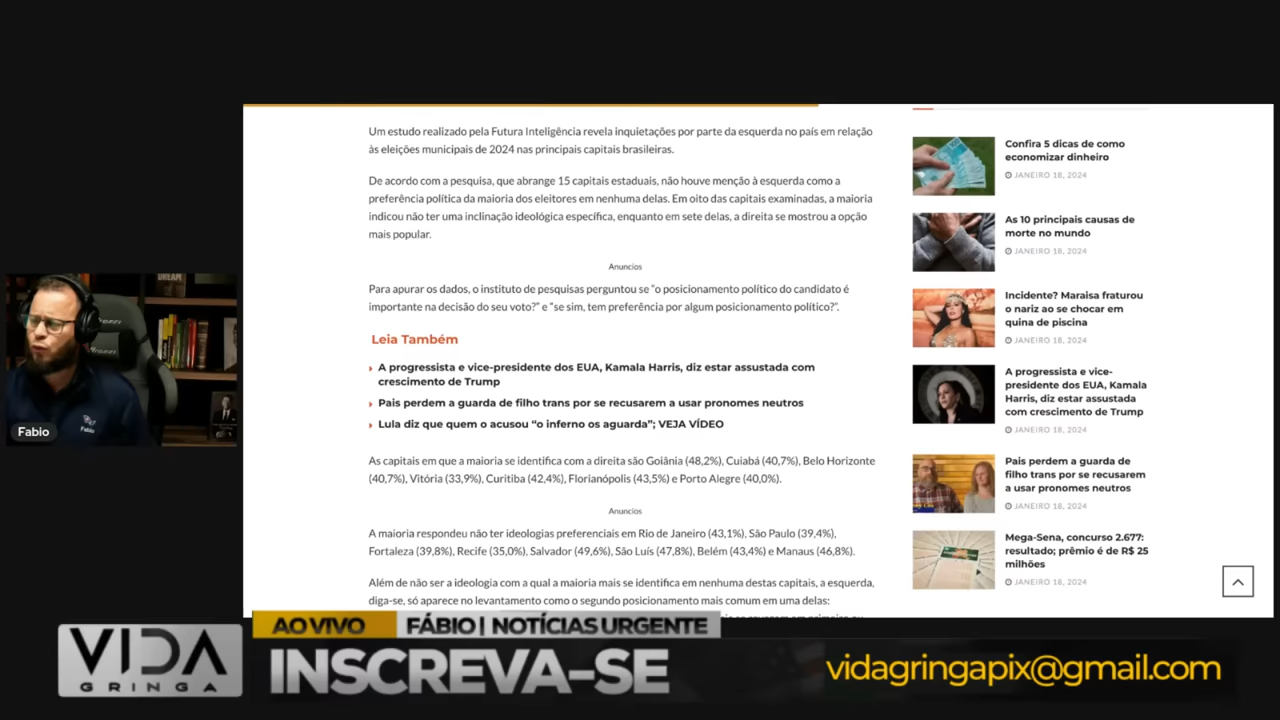 Um estudo realizado pela Futura Inteligência revela inquietações por parte da esquerda no país em relação
às eleições municipais de 2024 nas principais capitais brasileiras.
De acordo com a pesquisa, que abrange 15 capitais estaduais, não houve menção à esquerda como a
preferência política da maioria dos eleitores em nenhuma delas. Em oito das capitais examinadas, a maioria
indicou não ter uma inclinação ideológica específica, enquanto em sete delas, a direita se mostrou a opção
mais popular.
Anuncios
Para apurar os dados, o instituto de pesquisas perguntou se “o posicionamento político do candidato é
importante na decisão do seu voto?” e “se sim, tem preferência por algum posicionamento político?”.
Leia Também
A progressista e vice-presidente dos EUA, Kamala Harris, diz estar assustada com
crescimento de Trump
Pais perdem a guarda de filho trans por se recusarem a usar pronomes neutros
Lula diz que quem o acusou “o inferno os aguarda”; VEJA VÍDEO
As capitais em que a maioria se identifica com a direita são Goiânia (48,2%), Cuiabá (40,7%), Belo Horizonte
(40,7%), Vitória (33,9%), Curitiba (42,4%), Florianópolis (43,5%) e Porto Alegre (40,0%).
Anuncios
A maioria respondeu não ter ideologias preferenciais em Rio de Janeiro (43,1%), São Paulo (39,4%),
Fortaleza (39,8%), Recife (35,0%), Salvador (49,6%), São Luís (47,8%), Belém (43,4%) e Manaus (46,8%).
Além de não ser a ideologia com a qual a maioria mais se identifica em nenhuma destas capitais, a esquerda,
diga-se, só aparece no levantamento como o segundo posicionamento mais comum em uma delas:
Confira 5 dicas de como
economizar dinheiro
JANEIRO 18, 2024
As 10 principais causas de
morte no mundo
JANEIRO 18, 2024
Incidente? Maraisa fraturou
o nariz ao se chocar em
quina de piscina
JANEIRO 18, 2024
A progressista e vice-
presidente dos EUA, Kamala
Harris, diz estar assustada
com crescimento de Trump
JANEIRO 18, 2024
Pais perdem a guarda de
filho trans por se recusarem
a usar pronomes neutros
JANEIRO 18, 2024
Mega-Sena, concurso 2.677:
resultado; prêmio é de R$ 25
milhões
JANEIRO 18, 2024
DREAM
Fabio
Fabio
AO VIVO FÁBIO | NOTÍCIAS URGENTE
VIDA
GRINGA
INSCREVA-SE
vidagringapix@gmail.com